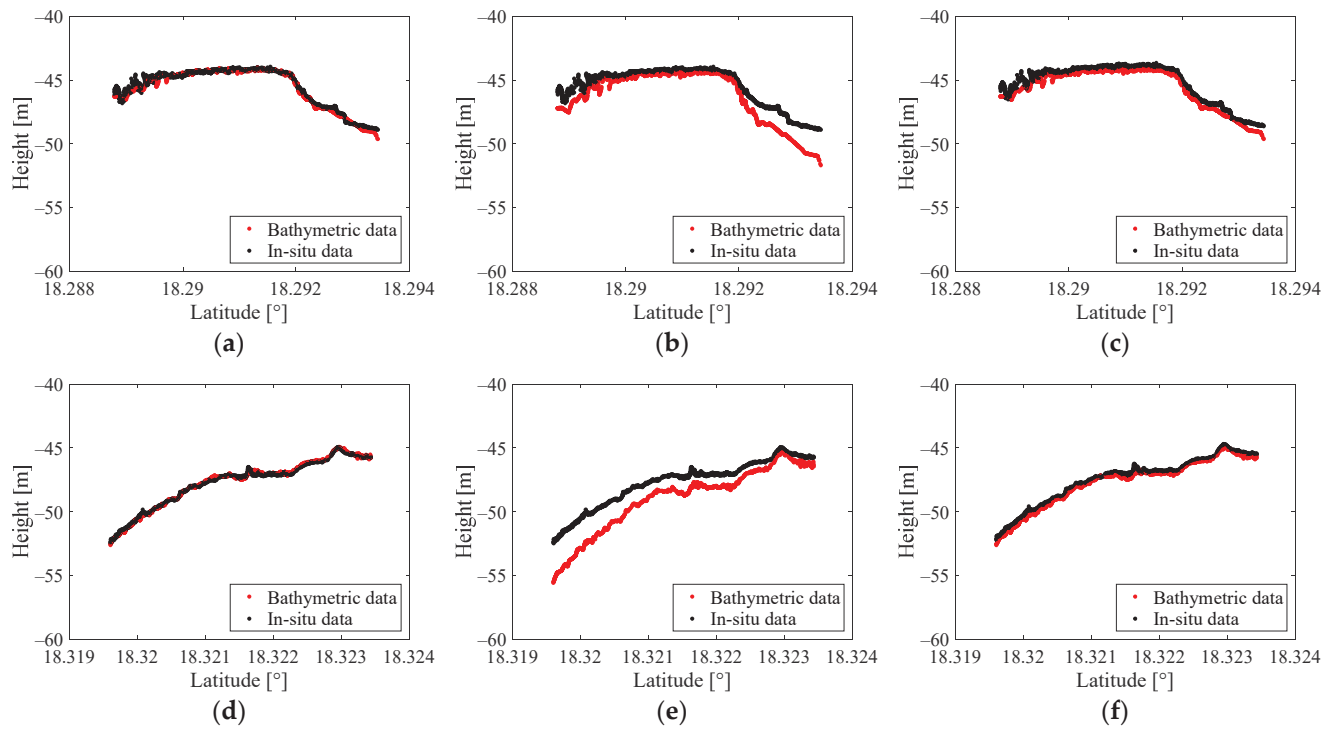 −40
−45
−50
−55
−60
Height [m]
18.288 18.29 18.292 18.294
Latitude [°]
Bathymetric data
In-situ data
(a)
−40
−45
−50
−55
−60
Height [m]
18.288 18.29 18.292 18.294
Latitude [°]
Bathymetric data
In-situ data
(b)
−40
−45
−50
−55
−60
Height [m]
18.288 18.29 18.292 18.294
Latitude [°]
Bathymetric data
In-situ data
(c)
−40
−45
−50
−55
−60
Height [m]
18.319 18.32 18.321 18.322 18.323 18.324
Latitude [°]
Bathymetric data
In-situ data
(d)
−40
−45
−50
−55
−60
Height [m]
18.319 18.32 18.321 18.322 18.323 18.324
Latitude [°]
Bathymetric data
In-situ data
(e)
−40
−45
−50
−55
−60
Height [m]
18.319 18.32 18.321 18.322 18.323 18.324
Latitude [°]
Bathymetric data
In-situ data
(f)